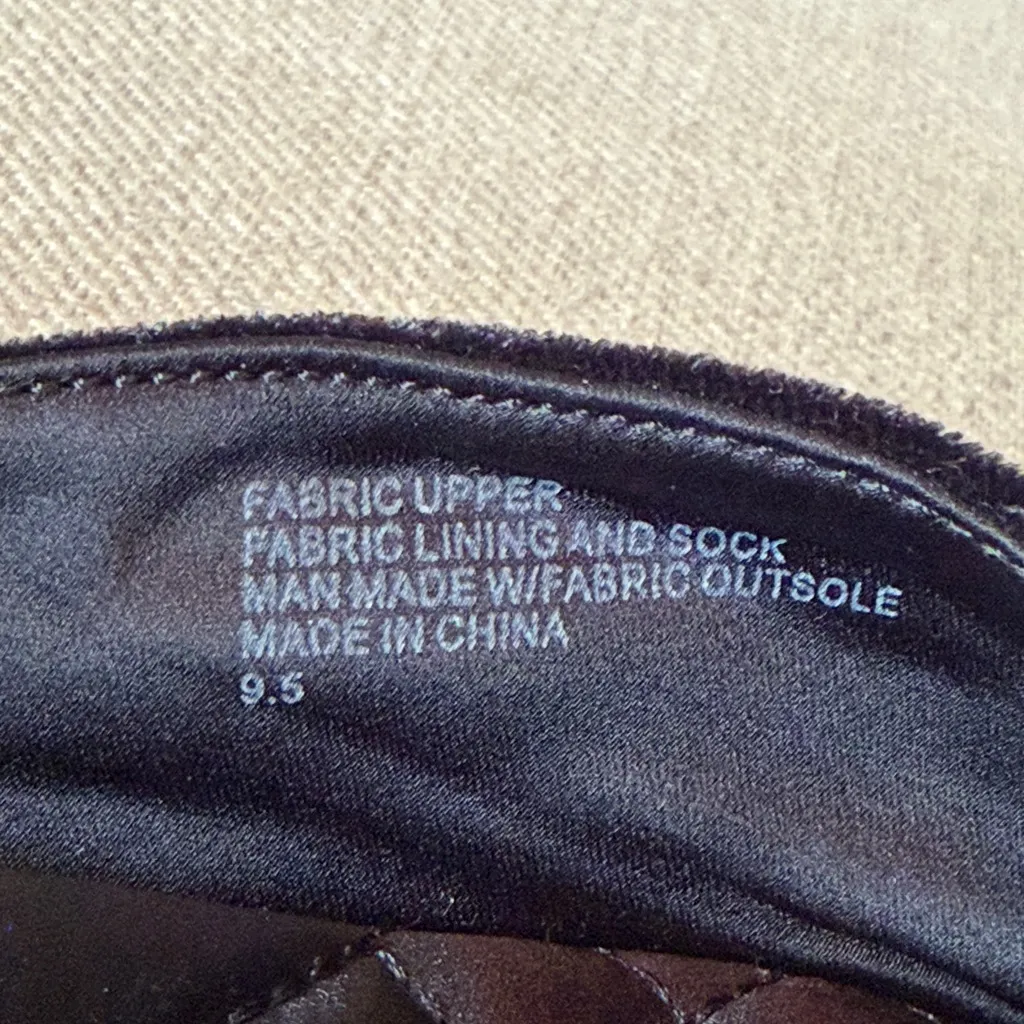 FABRIC UPPER
FABRIC LINING AND SOCK
MAN MADE W/FABRIC OUTSOLE
MADE IN CHINA
9.5